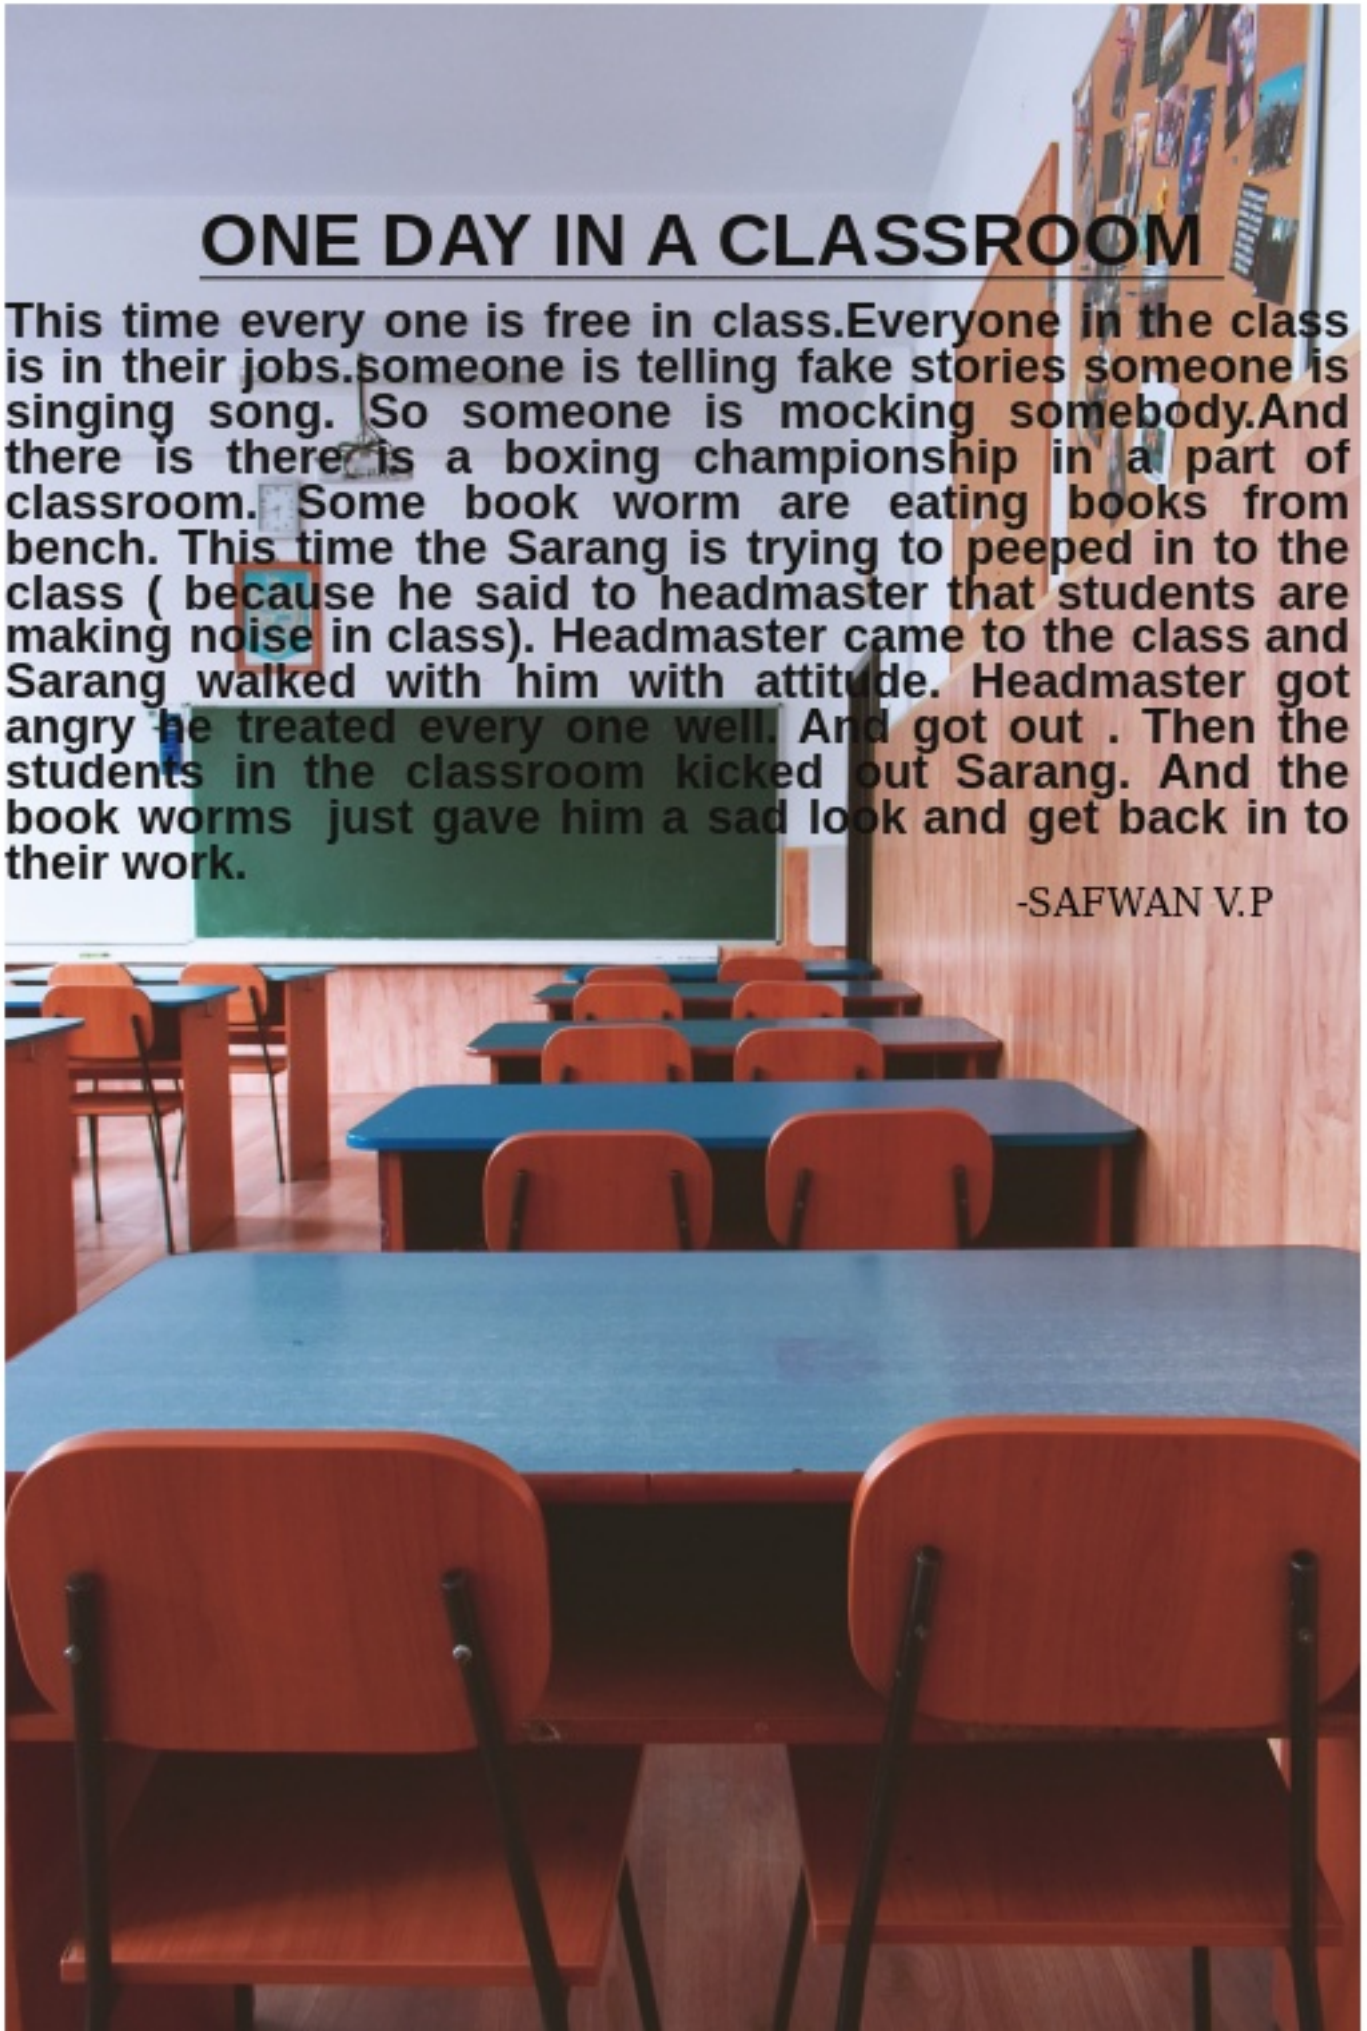 ONE DAY IN A CLASSROOM
This time every one is free in class.Everyone in the class
is in their jobs.someone is telling fake stories someone is
singing song. So someone is mocking somebody.And
there is there is a boxing championship in a part of
classroom. Some book worm are eating books from
bench. This time the Sarang is trying to peeped in to the
class ( because he said to headmaster that students are
making noise in class). Headmaster came to the class and
Sarang walked with him with attitude. Headmaster got
angry he treated every one well. And got out . Then the
students in the classroom kicked out Sarang. And the
book worms just gave him a sad look and get back in to
their work.
-SAFWAN V.P